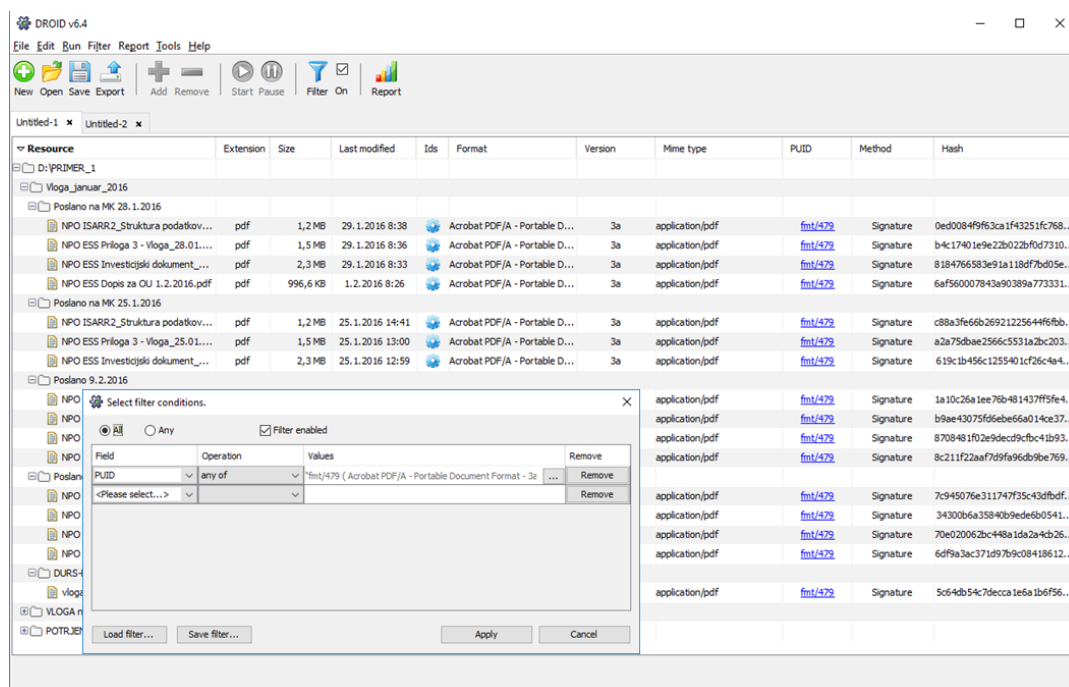 DROID v6.4
File Edit Run Filter Report Tools Help
New Open Save Export Add Remove Start Pause Filter On Report
Untitled-1 Untitled-2
Resource Extension Size Last modified Ids Format Version Mime type PUID Method Hash
D:\PRIMER_1
Vloga_januar_2016
Poslano na MK 28.1.2016
NPO ISARR2_Struktura podatkov... pdf 1,2 MB 29.1.2016 8:38 Acrobat PDF/A - Portable D... 3a application/pdf fmt/479 Signature 0ed0084f9f63ca1f43251fc768..
NPO ESS Priloga 3 - Vloga_28.01.... pdf 1,5 MB 29.1.2016 8:36 Acrobat PDF/A - Portable D... 3a application/pdf fmt/479 Signature b4c17401e9e22b022bf0d7310..
NPO ESS Investicijski dokument_... pdf 2,3 MB 29.1.2016 8:33 Acrobat PDF/A - Portable D... 3a application/pdf fmt/479 Signature 8184766583e91a118df7bd05e..
NPO ESS Dopis za OU 1.2.2016.pdf pdf 996,6 KB 1.2.2016 8:26 Acrobat PDF/A - Portable D... 3a application/pdf fmt/479 Signature 6af560007843a90389a773331..
Poslano na MK 25.1.2016
NPO ISARR2_Struktura podatkov... pdf 1,2 MB 25.1.2016 14:41 Acrobat PDF/A - Portable D... 3a application/pdf fmt/479 Signature c88a3fe66b26921225644f6fbb..
NPO ESS Priloga 3 - Vloga_25.01.... pdf 1,5 MB 25.1.2016 13:00 Acrobat PDF/A - Portable D... 3a application/pdf fmt/479 Signature a2a75dbae2566c5531a2bc203..
NPO ESS Investicijski dokument_... pdf 2,3 MB 25.1.2016 12:59 Acrobat PDF/A - Portable D... 3a application/pdf fmt/479 Signature 619c1b456c1255401cf26c4a4..
Poslano 9.2.2016
NPO application/pdf fmt/479 Signature 1a10c26a1ee76b481437ff5fe4..
NPO application/pdf fmt/479 Signature b9ae43075fd6ebe66a014ce37..
NPO application/pdf fmt/479 Signature 8708481f02e9decd9cfbc41b93..
NPO application/pdf fmt/479 Signature 8c211f22aaf7d9fa96db9be769..
Poslan
NPO application/pdf fmt/479 Signature 7c945076e311747f35c43dfbdf..
NPO application/pdf fmt/479 Signature 34300b6a35840b9ede6b0541..
NPO application/pdf fmt/479 Signature 70e020062bc448a1da2a4cb26..
NPO application/pdf fmt/479 Signature 6df9a3ac371d97b9c08418612..
DURS-
vloga application/pdf fmt/479 Signature 5c64db54c7decca1e6a1b6f56..
VLOGA
POTRJEN
Select filter conditions.
All Any Filter enabled
Field Operation Values Remove
PUID any of "fmt/479 ( Acrobat PDF/A - Portable Document Format - 3a ... Remove
<Please select...> Remove
Load filter... Save filter... Apply Cancel